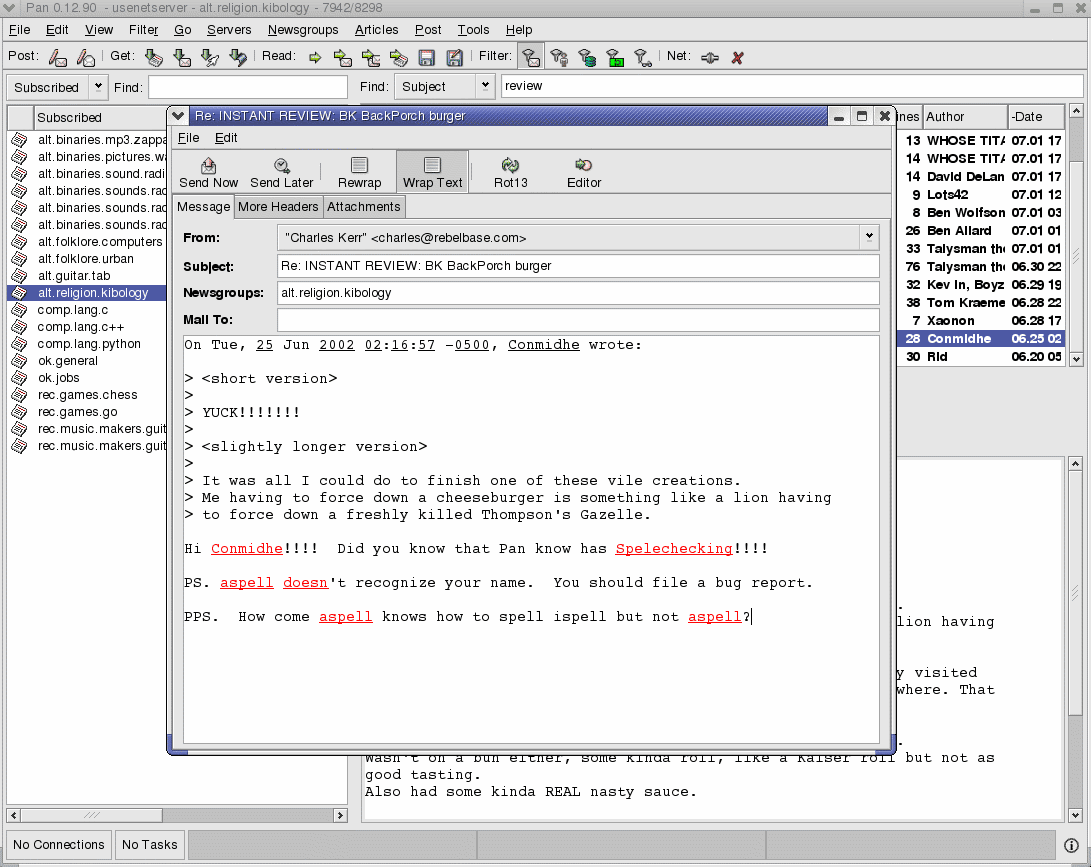 Pan 0.12.90 - usenetserver - alt.religion.kibology - 7942/8298
File Edit View Filter Go Servers Newsgroups Articles Post Tools Help
Post: Get: Read: Filter: Net:
Subscribed Find: Find: Subject review
Subscribed
alt.binaries.mp3.zappa
alt.binaries.pictures.wa
alt.binaries.sound.radi
alt.binaries.sounds.rad
alt.binaries.sounds.rad
alt.binaries.sounds.rad
alt.folklore.computers
alt.folklore.urban
alt.guitar.tab
alt.religion.kibology
comp.lang.c
comp.lang.c++
comp.lang.python
ok.general
ok.jobs
rec.games.chess
rec.games.go
rec.music.makers.guit
rec.music.makers.guit
Re: INSTANT REVIEW: BK BackPorch burger
File Edit
Send Now Send Later Rewrap Wrap Text Rot13 Editor
Message More Headers Attachments
From: "Charles Kerr" <charles@rebelbase.com>
Subject: Re: INSTANT REVIEW: BK BackPorch burger
Newsgroups: alt.religion.kibology
Mail To:
On Tue, 25 Jun 2002 02:16:57 -0500, Conmidhe wrote:
> <short version>
>
> YUCK!!!!!!!
>
> <slightly longer version>
>
> It was all I could do to finish one of these vile creations.
> Me having to force down a cheeseburger is something like a lion having
> to force down a freshly killed Thompson's Gazelle.
Hi Conmidhe!!!!  Did you know that Pan know has Spelechecking!!!!
PS. aspell doesn't recognize your name.  You should file a bug report.
PPS.  How come aspell knows how to spell ispell but not aspell?
ines Author -Date
13 WHOSE TITA 07.01 17
14 WHOSE TITA 07.01 17
14 David DeLan 07.01 17
9 Lots42 07.01 12
8 Ben Wolfson 07.01 03
26 Ben Allard 07.01 01
33 Talysman the 07.01 01
76 Talysman the 06.30 22
32 Kev in, Boyz 06.29 19
38 Tom Kraeme 06.28 22
7 Xaonon 06.28 17
28 Conmidhe 06.25 02
30 Rid 06.20 05
.
lion having
y visited
where. That
.
wasn't on a bun either, some kinda roll, like a Kaiser roll but not as
good tasting.
Also had some kinda REAL nasty sauce.
No Connections No Tasks